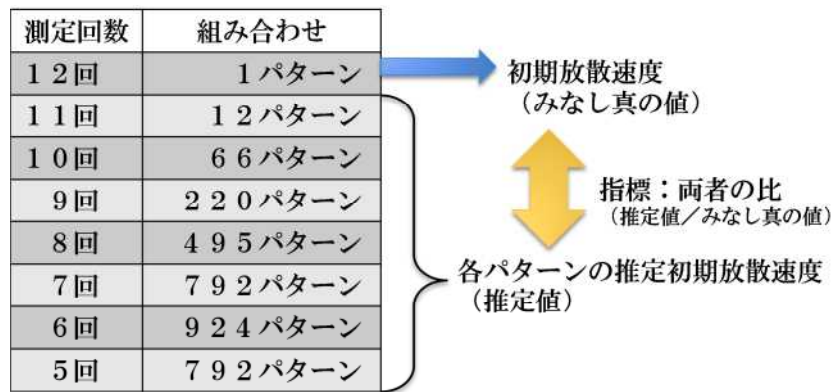 測定回数 組み合わせ
12回 1パターン
11回 12パターン
10回 66パターン
9回 220パターン
8回 495パターン
7回 792パターン
6回 924パターン
5回 792パターン
初期放散速度
(みなし真の値)
指標:両者の比
(推定値/みなし真の値)
各パターンの推定初期放散速度
(推定値)